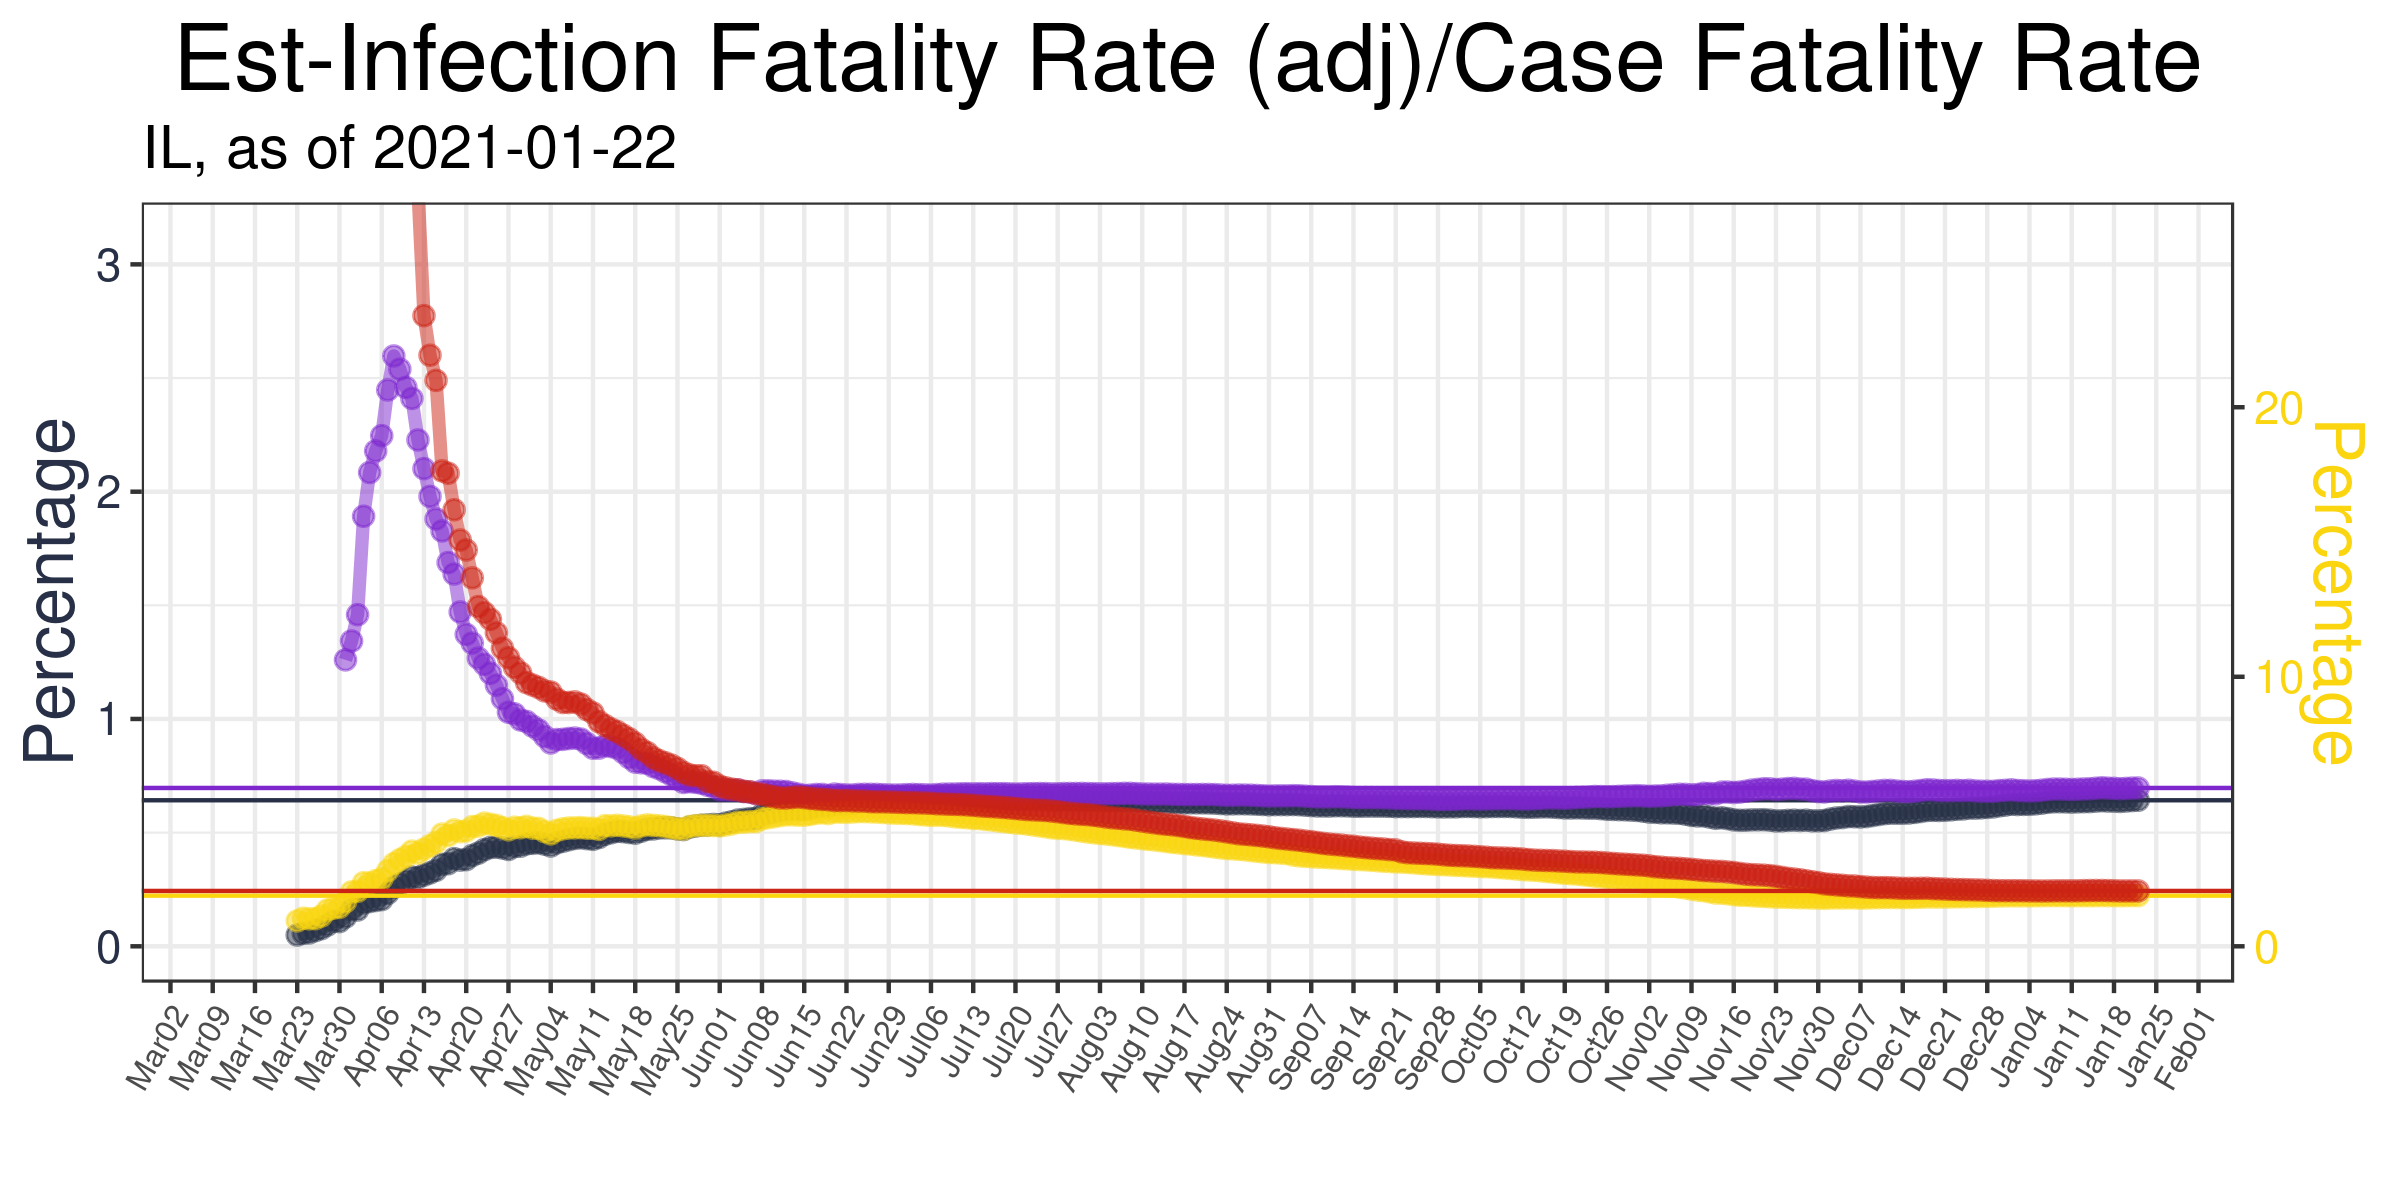 Est-Infection Fatality Rate (adj)/Case Fatality Rate
IL, as of 2021-01-22
Percentage
3
2
1
0
20
10
0
Percentage
Mar02
Mar09
Mar16
Mar23
Mar30
Apr06
Apr13
Apr20
Apr27
May04
May11
May18
May25
Jun01
Jun08
Jun15
Jun22
Jun29
Jul06
Jul13
Jul20
Jul27
Aug03
Aug10
Aug17
Aug24
Aug31
Sep07
Sep14
Sep21
Sep28
Oct05
Oct12
Oct19
Oct26
Nov02
Nov09
Nov16
Nov23
Nov30
Dec07
Dec14
Dec21
Dec28
Jan04
Jan11
Jan18
Jan25
Feb01